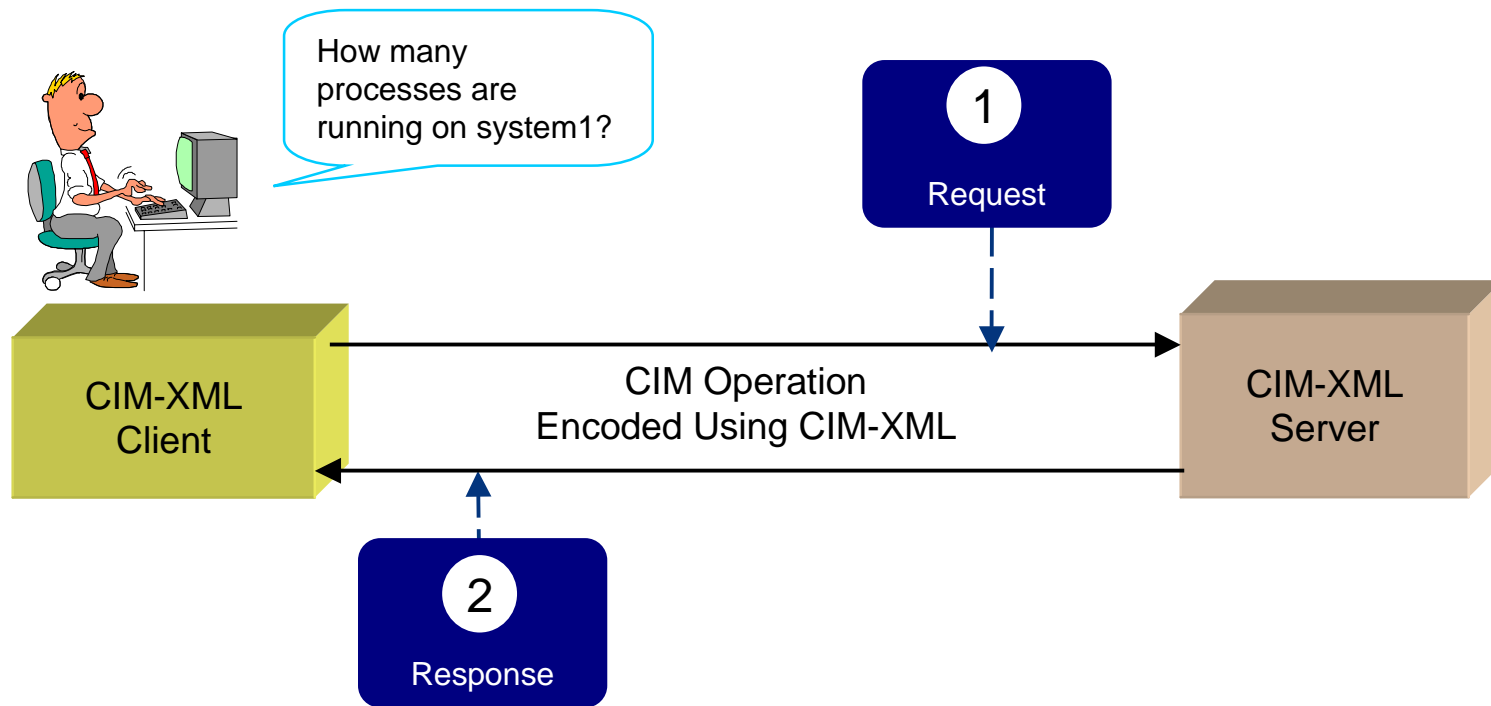 How many
processes are
running on system1?
1
Request
CIM-XML
Client
CIM Operation
Encoded Using CIM-XML
CIM-XML
Server
2
Response